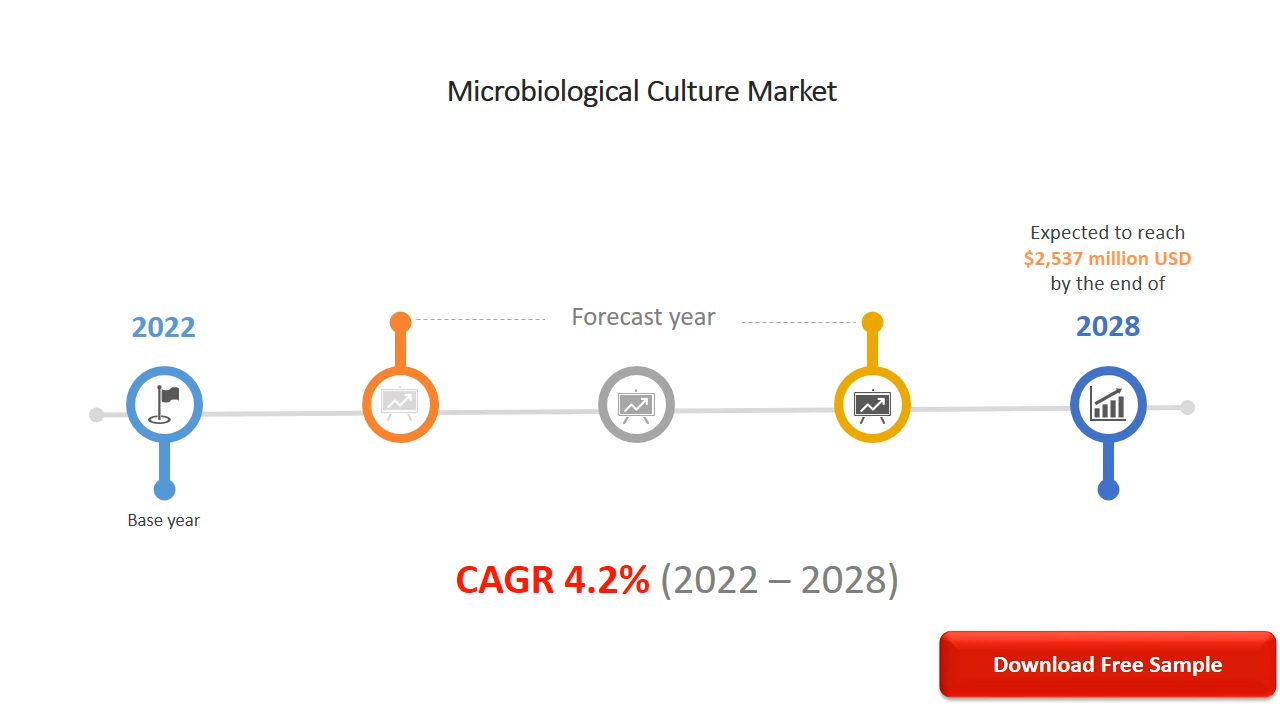 Microbiological Culture Market
Expected to reach
$2,537 million USD
by the end of
2022
Forecast year
2028
Base year
CAGR 4.2% (2022 – 2028)
Download Free Sample